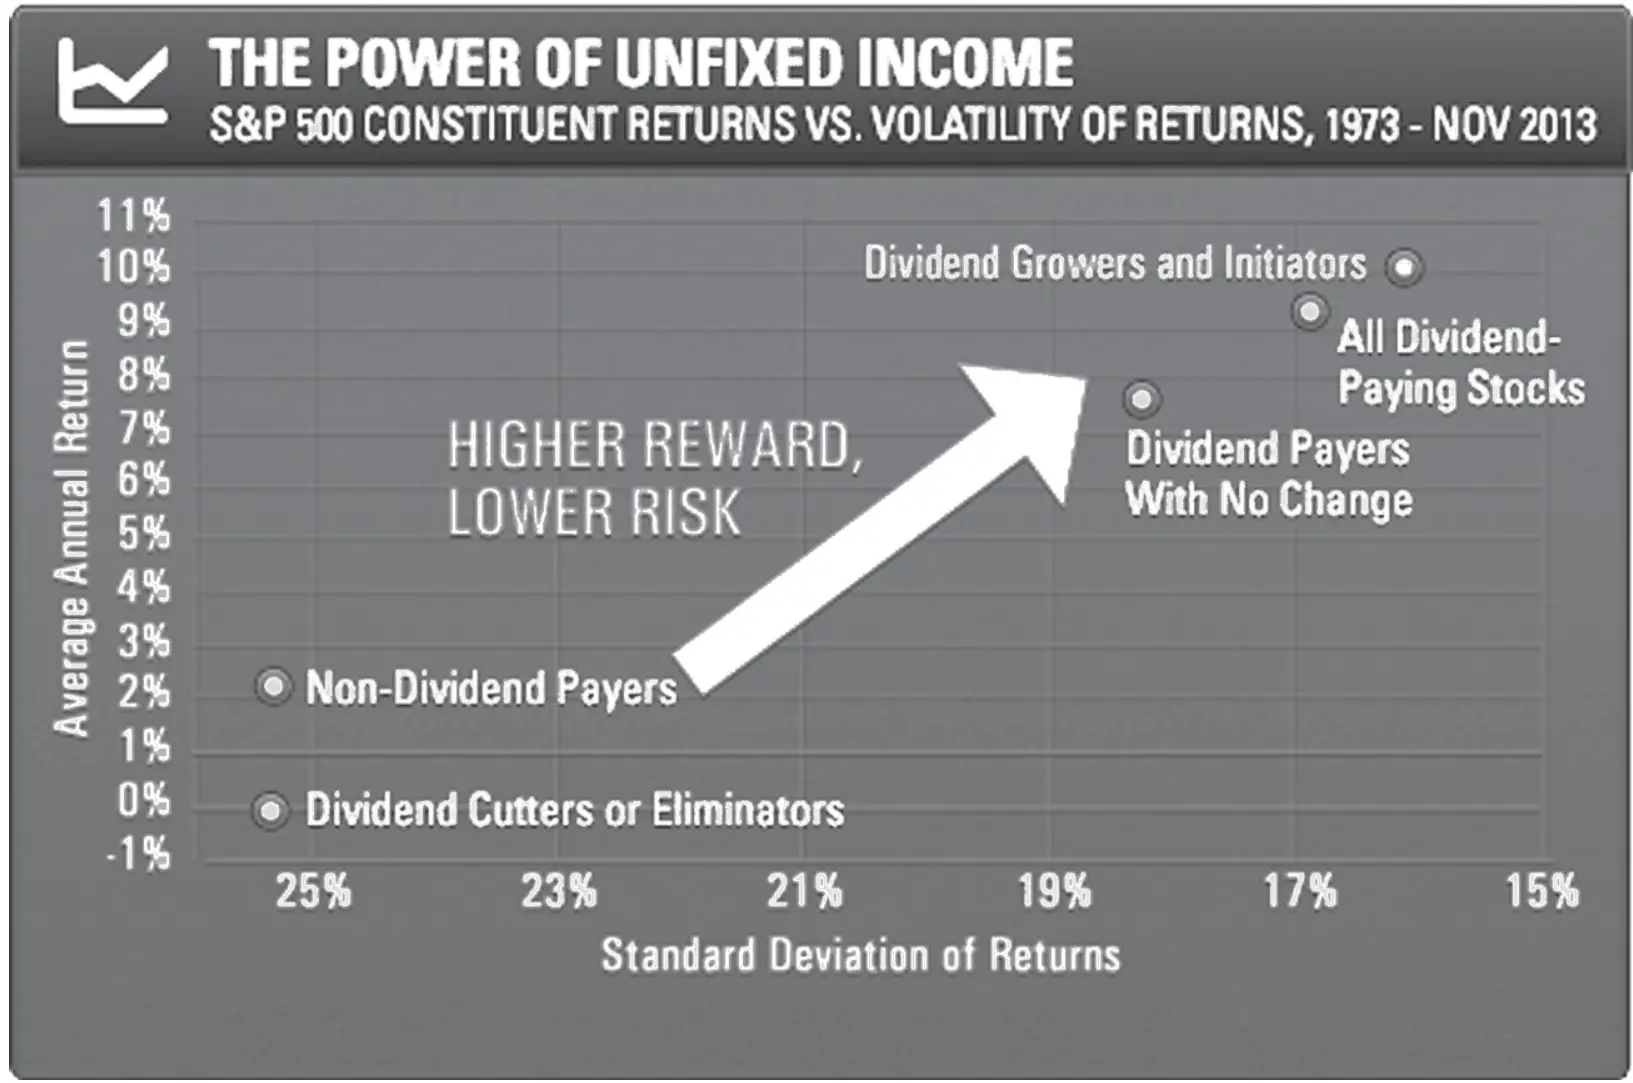 THE POWER OF UNFIXED INCOME
S&P 500 CONSTITUENT RETURNS VS. VOLATILITY OF RETURNS, 1973 - NOV 2013
Average Annual Return
11%
10%
9%
8%
7%
6%
5%
4%
3%
2%
1%
0%
-1%
Dividend Growers and Initiators
All Dividend-
Paying Stocks
Dividend Payers
With No Change
HIGHER REWARD,
LOWER RISK
Non-Dividend Payers
Dividend Cutters or Eliminators
25% 23% 21% 19% 17% 15%
Standard Deviation of Returns